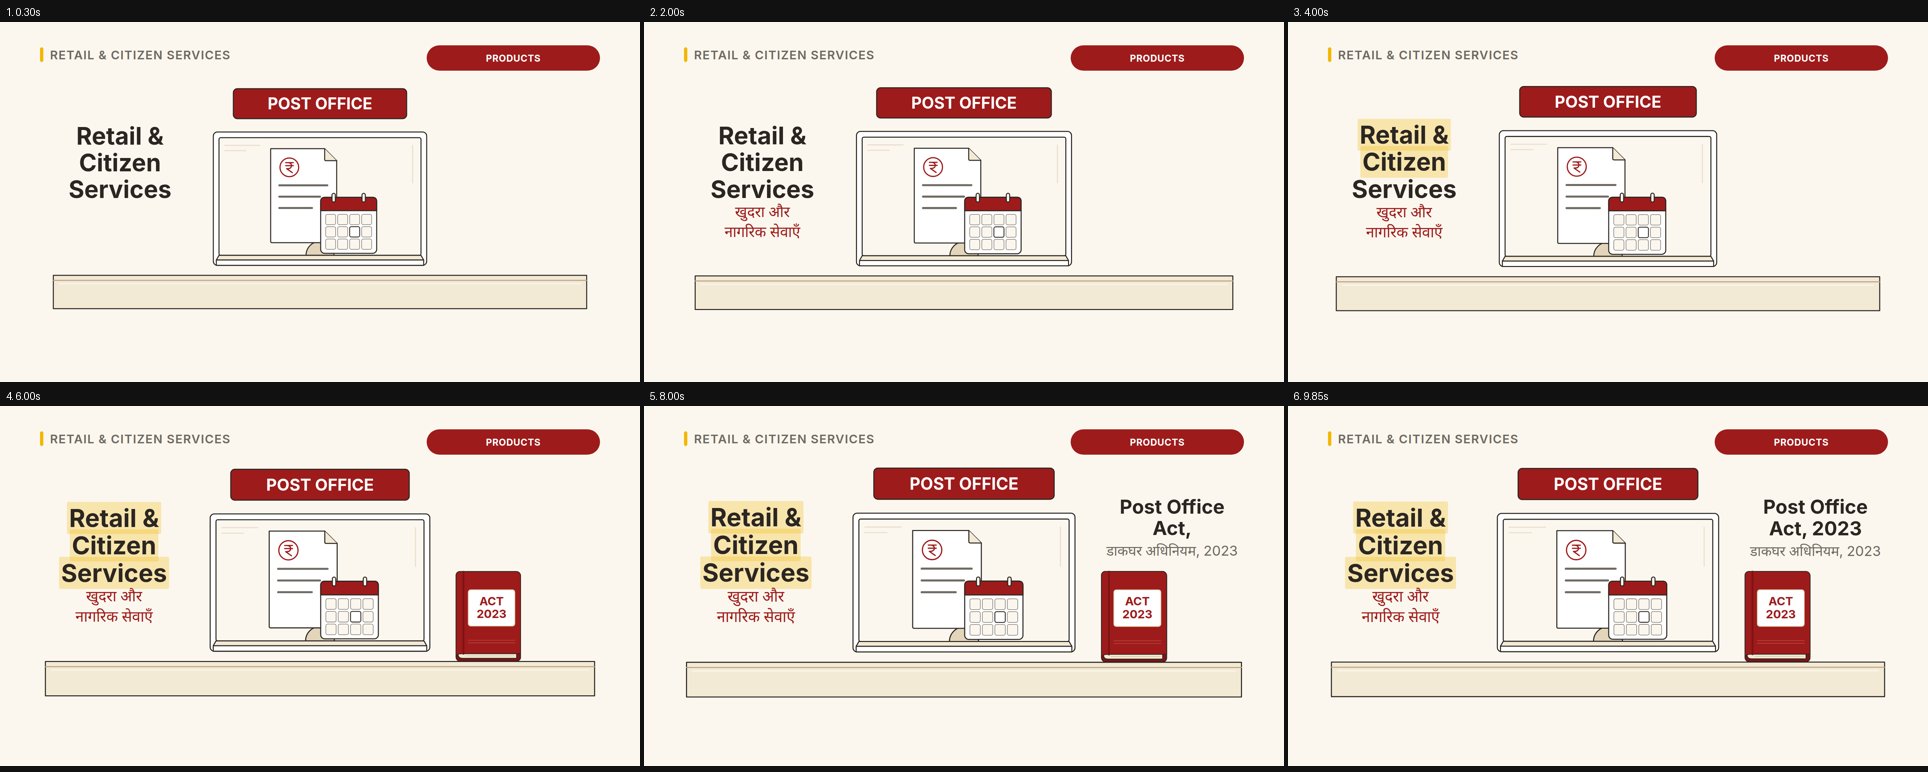 1. 0.30s
RETAIL & CITIZEN SERVICES
PRODUCTS
POST OFFICE
Retail &
Citizen
Services
₹
2. 2.00s
RETAIL & CITIZEN SERVICES
PRODUCTS
POST OFFICE
Retail &
Citizen
Services
खुदरा और
नागरिक सेवाएँ
₹
3. 4.00s
RETAIL & CITIZEN SERVICES
PRODUCTS
POST OFFICE
Retail &
Citizen
Services
खुदरा और
नागरिक सेवाएँ
₹
4. 6.00s
RETAIL & CITIZEN SERVICES
PRODUCTS
POST OFFICE
Retail &
Citizen
Services
खुदरा और
नागरिक सेवाएँ
₹
ACT
2023
5. 8.00s
RETAIL & CITIZEN SERVICES
PRODUCTS
POST OFFICE
Retail &
Citizen
Services
खुदरा और
नागरिक सेवाएँ
₹
Post Office
Act,
डाकघर अधिनियम, 2023
ACT
2023
6. 9.85s
RETAIL & CITIZEN SERVICES
PRODUCTS
POST OFFICE
Retail &
Citizen
Services
खुदरा और
नागरिक सेवाएँ
₹
Post Office
Act, 2023
डाकघर अधिनियम, 2023
ACT
2023